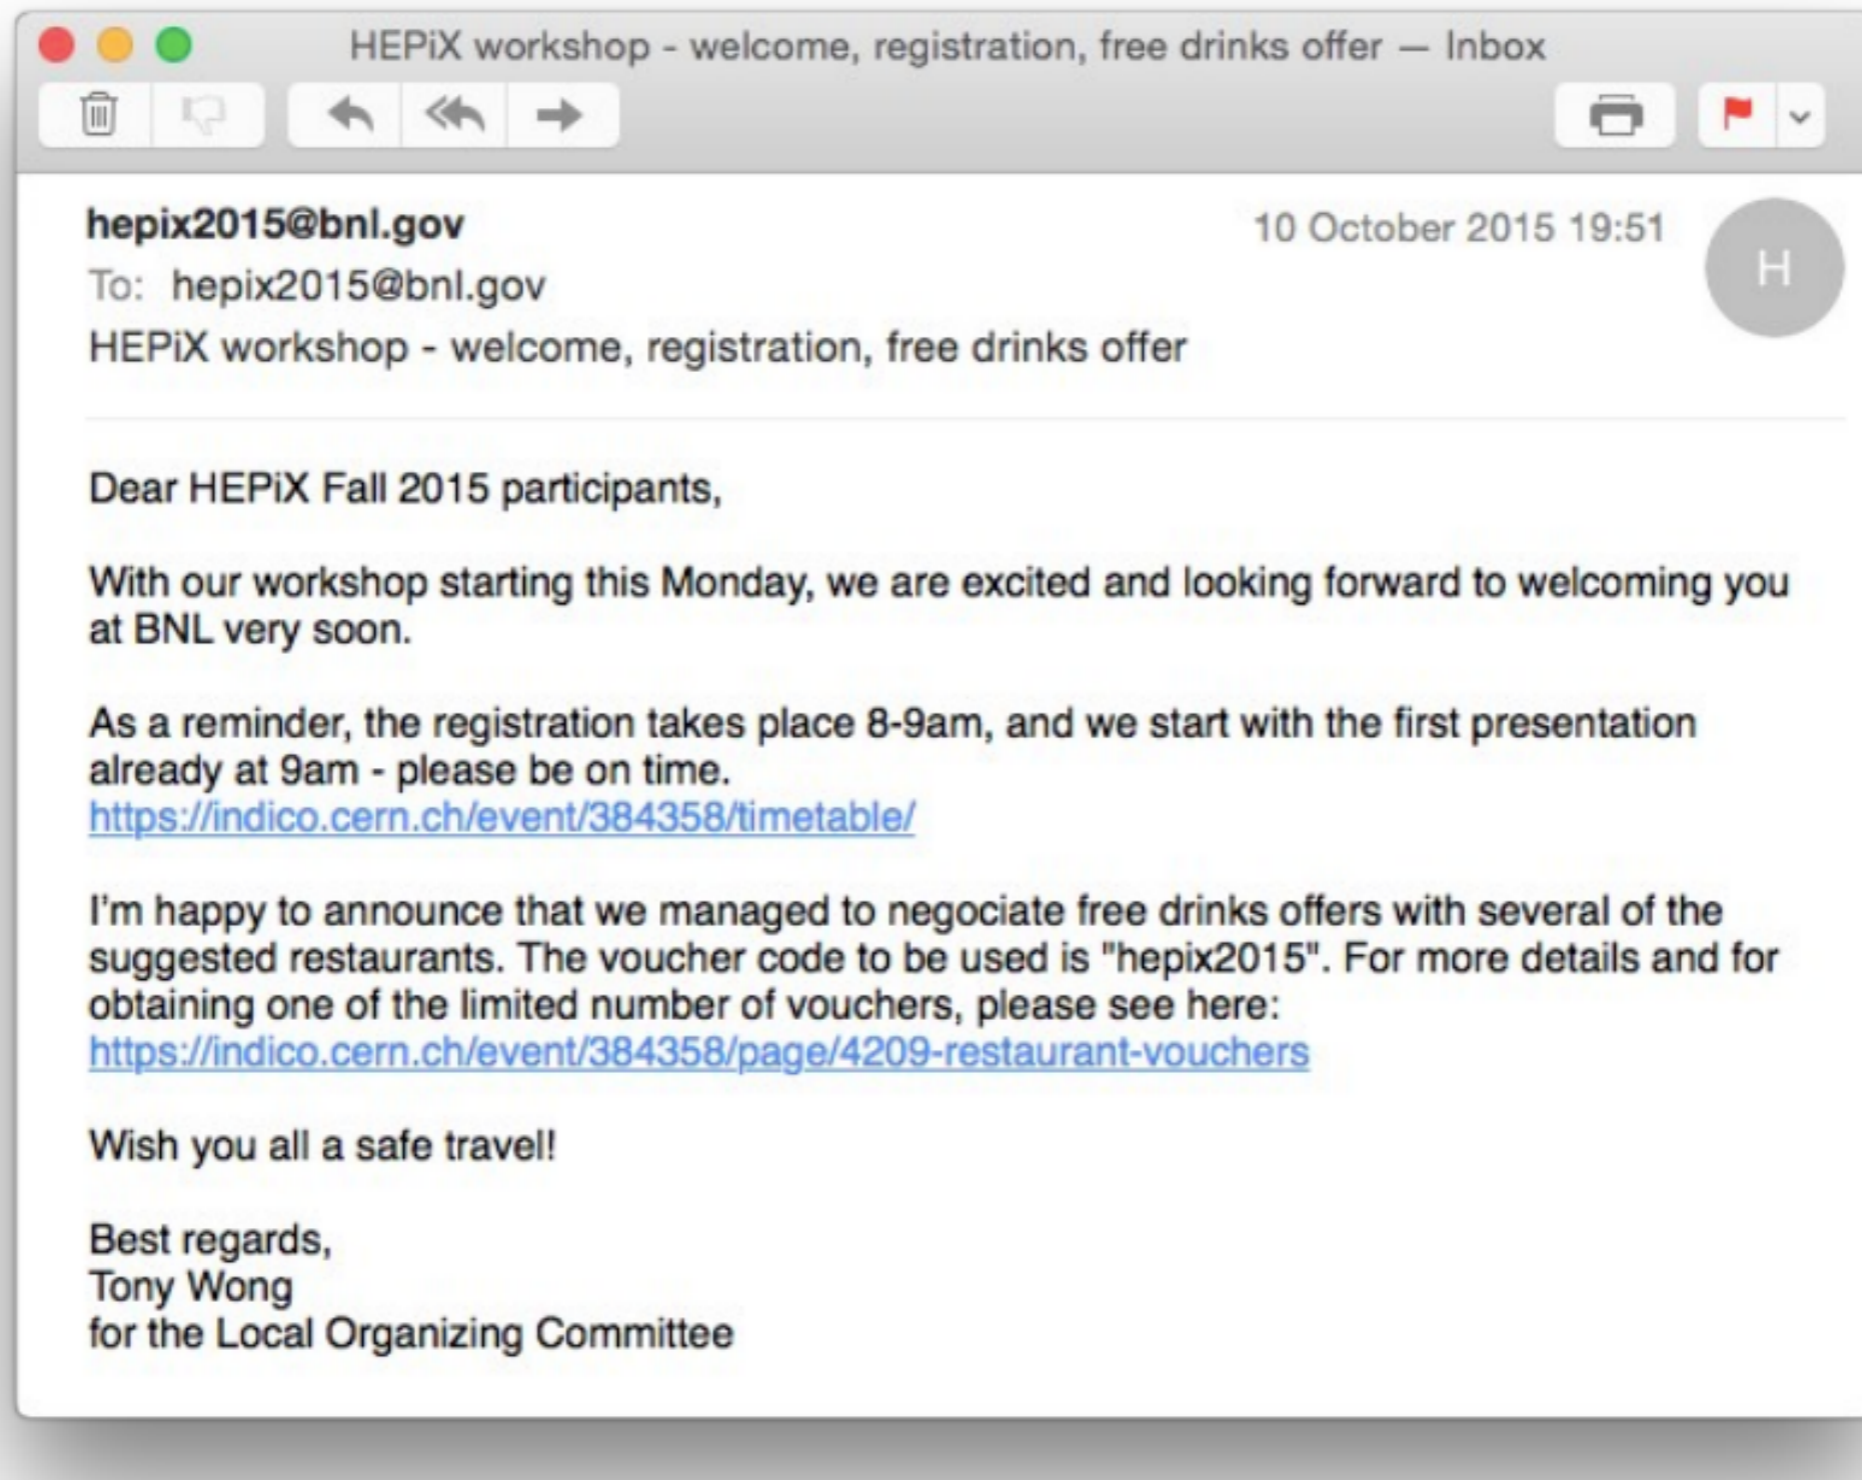 HEPiX workshop - welcome, registration, free drinks offer — Inbox
hepix2015@bnl.gov
10 October 2015 19:51
H
To: hepix2015@bnl.gov
HEPiX workshop - welcome, registration, free drinks offer
Dear HEPiX Fall 2015 participants,
With our workshop starting this Monday, we are excited and looking forward to welcoming you
at BNL very soon.
As a reminder, the registration takes place 8-9am, and we start with the first presentation
already at 9am - please be on time.
https://indico.cern.ch/event/384358/timetable/
I'm happy to announce that we managed to negociate free drinks offers with several of the
suggested restaurants. The voucher code to be used is "hepix2015". For more details and for
obtaining one of the limited number of vouchers, please see here:
https://indico.cern.ch/event/384358/page/4209-restaurant-vouchers
Wish you all a safe travel!
Best regards,
Tony Wong
for the Local Organizing Committee